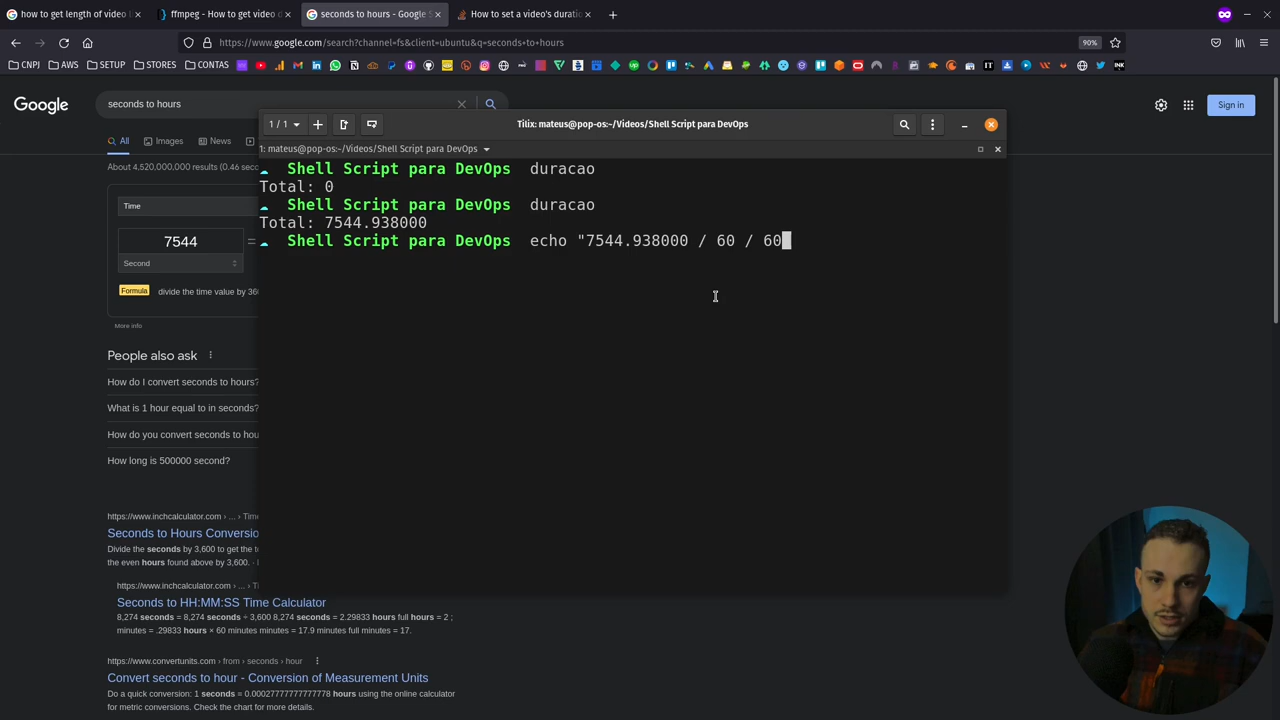 how to get length of video
ffmpeg - How to get video d
seconds to hours - Google S
How to set a video's duratio
https://www.google.com/search?channel=fs&client=ubuntu&q=seconds+to+hours
90%
CNPJ
AWS
SETUP
STORES
CONTAS
Google
seconds to hours
Sign in
All
Images
News
About 4,520,000,000 results (0.46 sec
1 / 1
Tilix: mateus@pop-os:~/Videos/Shell Script para DevOps
1: mateus@pop-os:~/Videos/Shell Script para DevOps
Shell Script para DevOps duracao
Total: 0
Shell Script para DevOps duracao
Total: 7544.938000
Shell Script para DevOps echo "7544.938000 / 60 / 60
Time
7544
=
Second
Formula
divide the time value by 36
More info
People also ask
How do I convert seconds to hours?
What is 1 hour equal to in seconds?
How do you convert seconds to hou
How long is 500000 second?
https://www.inchcalculator.com › ... › Time
Seconds to Hours Conversio
Divide the seconds by 3,600 to get the t
the even hours found above by 3,600. ·
https://www.inchcalculator.com › ... › T
Seconds to HH:MM:SS Time Calculator
8,274 seconds = 8,274 seconds ÷ 3,600 8,274 seconds = 2.29833 hours full hours = 2 ;
minutes = .29833 hours × 60 minutes minutes = 17.9 minutes full minutes = 17.
https://www.convertunits.com › from › seconds › hour
Convert seconds to hour - Conversion of Measurement Units
Do a quick conversion: 1 seconds = 0.00027777777777778 hours using the online calculator
for metric conversions. Check the chart for more details.